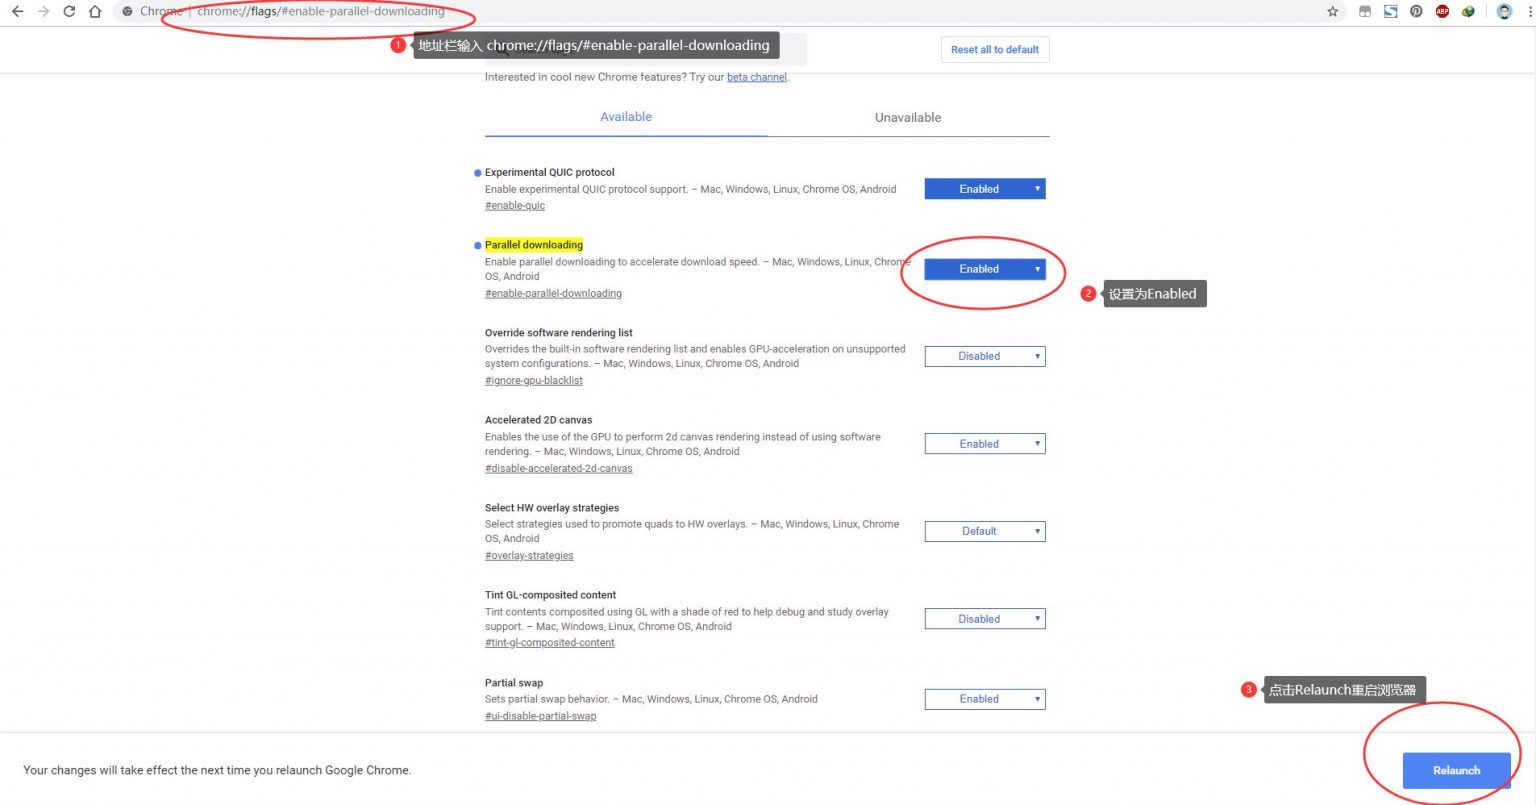 Chrome | chrome://flags/#enable-parallel-downloading
ABP
1 地址栏输入 chrome://flags/#enable-parallel-downloading
Reset all to default
Interested in cool new Chrome features? Try our beta channel.
Available
Unavailable
Experimental QUIC protocol
Enable experimental QUIC protocol support. – Mac, Windows, Linux, Chrome OS, Android
#enable-quic
Enabled
Parallel downloading
Enable parallel downloading to accelerate download speed. – Mac, Windows, Linux, Chrome
OS, Android
#enable-parallel-downloading
Enabled
2 设置为Enabled
Override software rendering list
Overrides the built-in software rendering list and enables GPU-acceleration on unsupported
system configurations. – Mac, Windows, Linux, Chrome OS, Android
#ignore-gpu-blacklist
Disabled
Accelerated 2D canvas
Enables the use of the GPU to perform 2d canvas rendering instead of using software
rendering. – Mac, Windows, Linux, Chrome OS, Android
#disable-accelerated-2d-canvas
Enabled
Select HW overlay strategies
Select strategies used to promote quads to HW overlays. – Mac, Windows, Linux, Chrome
OS, Android
#overlay-strategies
Default
Tint GL-composited content
Tint contents composited using GL with a shade of red to help debug and study overlay
support. – Mac, Windows, Linux, Chrome OS, Android
#tint-gl-composited-content
Disabled
Partial swap
Sets partial swap behavior. – Mac, Windows, Linux, Chrome OS, Android
#ui-disable-partial-swap
Enabled
3 点击Relaunch重启浏览器
Your changes will take effect the next time you relaunch Google Chrome.
Relaunch